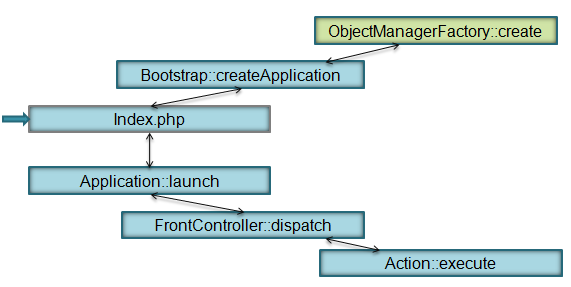 ObjectManagerFactory::create
Bootstrap::createApplication
Index.php
Application::launch
FrontController::dispatch
Action::execute